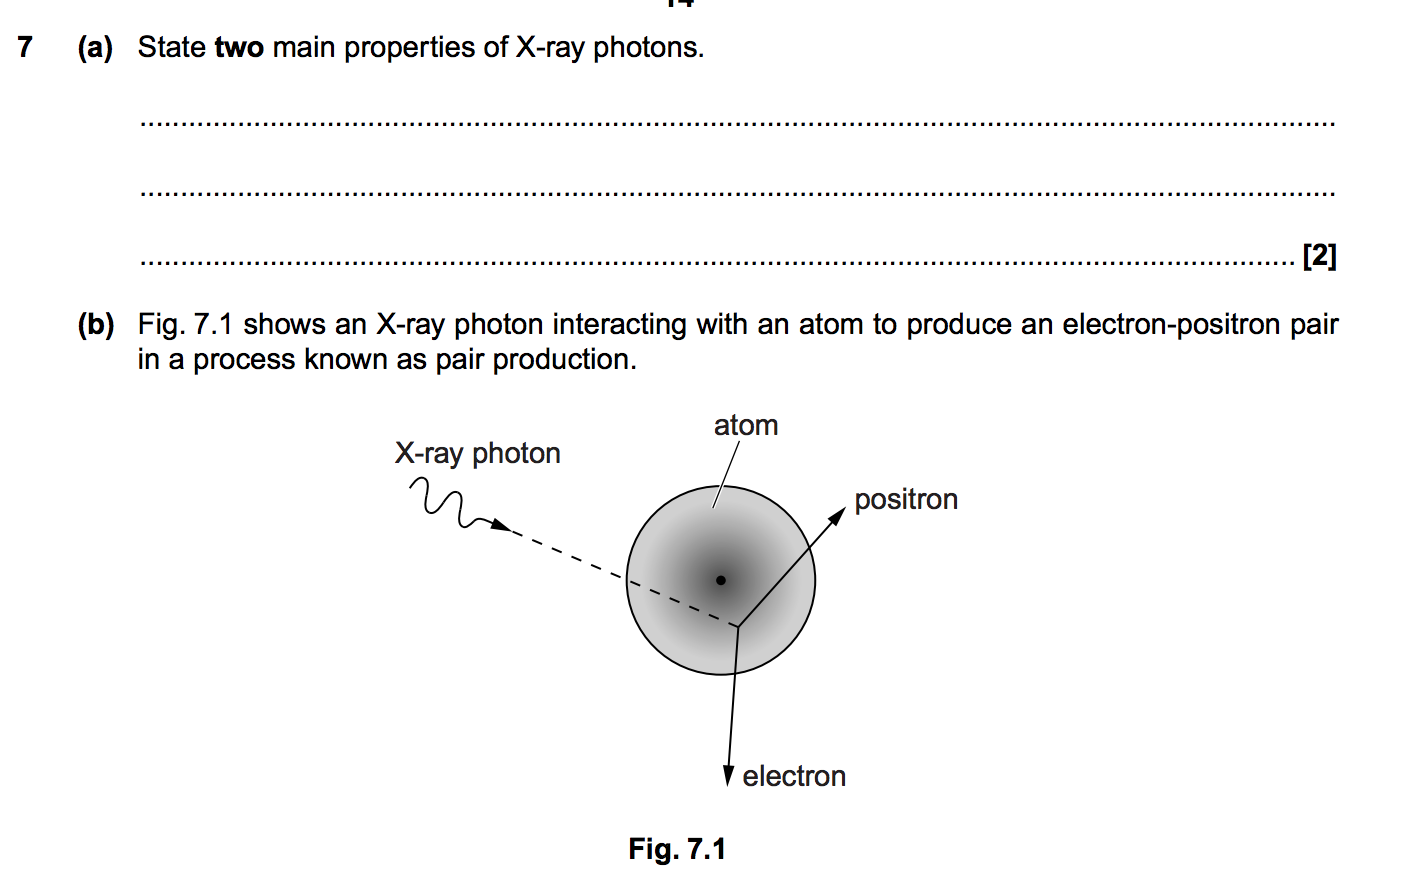 7 (a) State two main properties of X-ray photons.
..........................................................................................
..........................................................................................
.......................................................................................... [2]
(b) Fig. 7.1 shows an X-ray photon interacting with an atom to produce an electron-positron pair
in a process known as pair production.
atom
X-ray photon
positron
electron
Fig. 7.1